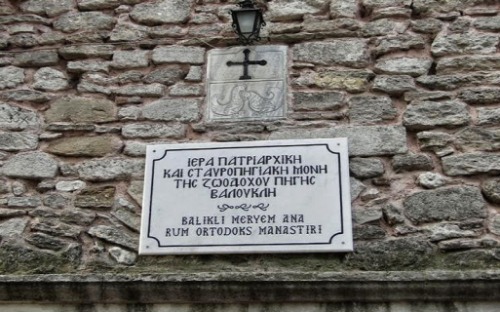 ΙΕΡΑ ΠΑΤΡΙΑΡΧΙΚΗ
ΚΑΙ ΣΤΑΥΡΟΠΗΓΙΑΚΗ ΜΟΝΗ
ΤΗΣ ΖΩΟΔΟΧΟΥ ΠΗΓΗΣ
ΒΑΛΟΥΚΛΗ
BALIKLI MERYEM ANA
RUM ORTODOKS MANASTIRI